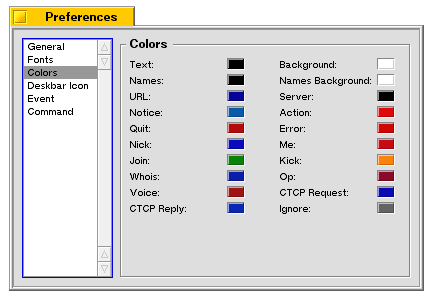 Preferences
General
Fonts
Colors
Deskbar Icon
Event
Command
Colors
Text: Background:
Names: Names Background:
URL: Server:
Notice: Action:
Quit: Error:
Nick: Me:
Join: Kick:
Whois: Op:
Voice: CTCP Request:
CTCP Reply: Ignore: